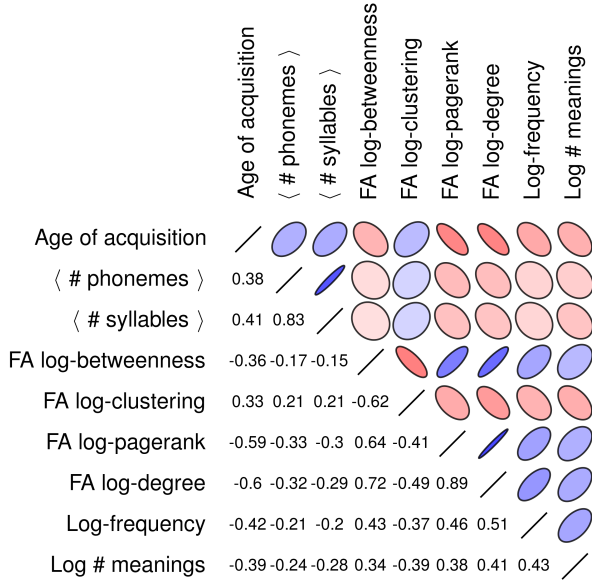 Age of acquisition
⟨ # phonemes ⟩
⟨ # syllables ⟩
FA log-betweenness
FA log-clustering
FA log-pagerank
FA log-degree
Log-frequency
Log # meanings
Age of acquisition
⟨ # phonemes ⟩ 0.38
⟨ # syllables ⟩ 0.41 0.83
FA log-betweenness -0.36 -0.17 -0.15
FA log-clustering 0.33 0.21 0.21 -0.62
FA log-pagerank -0.59 -0.33 -0.3 0.64 -0.41
FA log-degree -0.6 -0.32 -0.29 0.72 -0.49 0.89
Log-frequency -0.42 -0.21 -0.2 0.43 -0.37 0.46 0.51
Log # meanings -0.39 -0.24 -0.28 0.34 -0.39 0.38 0.41 0.43